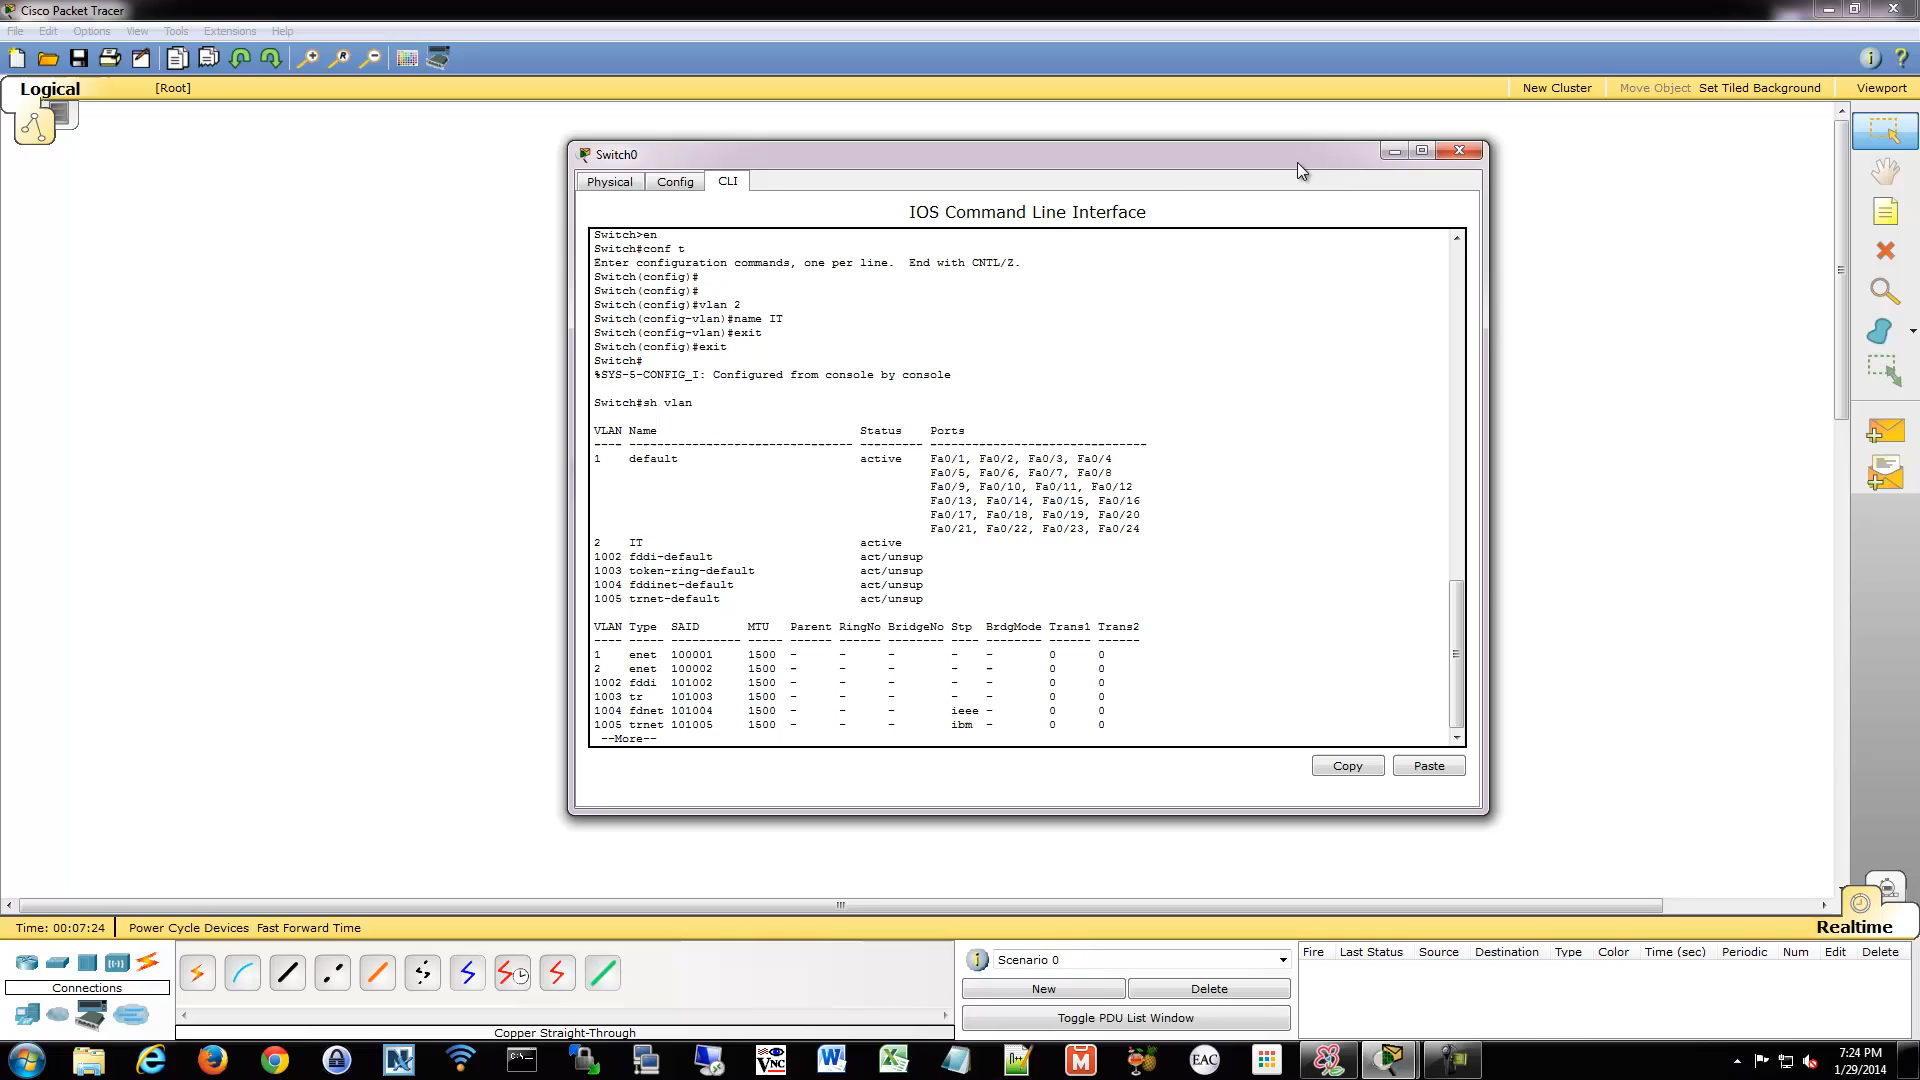 Cisco Packet Tracer
File Edit Options View Tools Extensions Help
Logical [Root] New Cluster Move Object Set Tiled Background Viewport
Switch0
Physical Config CLI
IOS Command Line Interface
Switch>en
Switch#conf t
Enter configuration commands, one per line.  End with CNTL/Z.
Switch(config)#
Switch(config)#
Switch(config)#vlan 2
Switch(config-vlan)#name IT
Switch(config-vlan)#exit
Switch(config)#exit
Switch#
%SYS-5-CONFIG_I: Configured from console by console
Switch#sh vlan
VLAN Name                             Status    Ports
---- -------------------------------- --------- -------------------------------
1    default                          active    Fa0/1, Fa0/2, Fa0/3, Fa0/4
Fa0/5, Fa0/6, Fa0/7, Fa0/8
Fa0/9, Fa0/10, Fa0/11, Fa0/12
Fa0/13, Fa0/14, Fa0/15, Fa0/16
Fa0/17, Fa0/18, Fa0/19, Fa0/20
Fa0/21, Fa0/22, Fa0/23, Fa0/24
2    IT                               active
1002 fddi-default                     act/unsup
1003 token-ring-default               act/unsup
1004 fddinet-default                  act/unsup
1005 trnet-default                    act/unsup
VLAN Type  SAID       MTU   Parent RingNo BridgeNo Stp  BrdgMode Trans1 Trans2
---- ----- ---------- ----- ------ ------ -------- ---- -------- ------ ------
1    enet  100001     1500  -      -      -        -    -        0      0
2    enet  100002     1500  -      -      -        -    -        0      0
1002 fddi  101002     1500  -      -      -        -    -        0      0
1003 tr    101003     1500  -      -      -        -    -        0      0
1004 fdnet 101004     1500  -      -      -        ieee -        0      0
1005 trnet 101005     1500  -      -      -        ibm  -        0      0
--More--
Copy Paste
Realtime
Time: 00:07:24 Power Cycle Devices Fast Forward Time
Connections
Copper Straight-Through
Scenario 0
New Delete
Toggle PDU List Window
Fire Last Status Source Destination Type Color Time (sec) Periodic Num Edit Delete
VNC
EAC
7:24 PM
1/29/2014